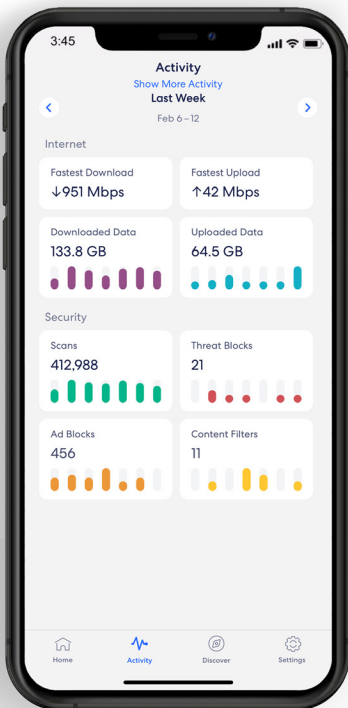 3:45
Activity
Show More Activity
Last Week
Feb 6 – 12
Internet
Fastest Download
↓951 Mbps
Fastest Upload
↑42 Mbps
Downloaded Data
133.8 GB
Uploaded Data
64.5 GB
Security
Scans
412,988
Threat Blocks
21
Ad Blocks
456
Content Filters
11
Home
Activity
Discover
Settings